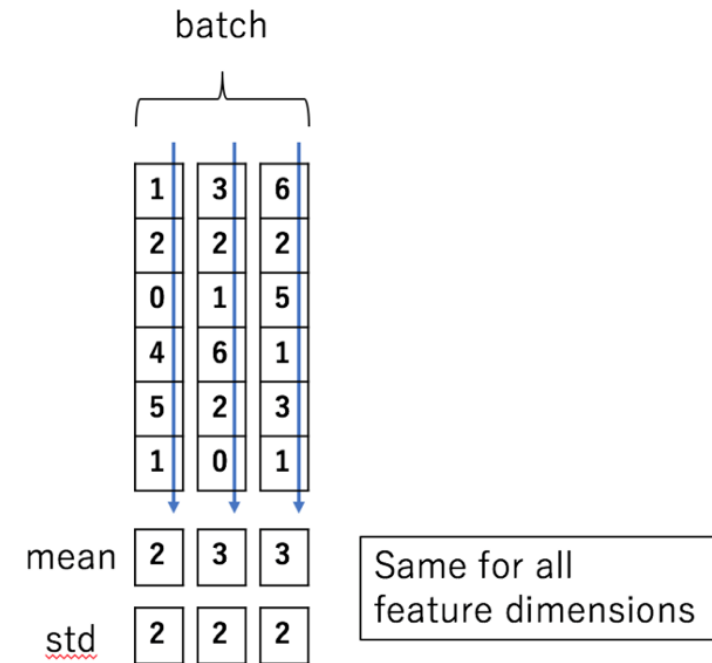 batch
1 3 6
2 2 2
0 1 5
4 6 1
5 2 3
1 0 1
mean 2 3 3
Same for all
feature dimensions
std 2 2 2